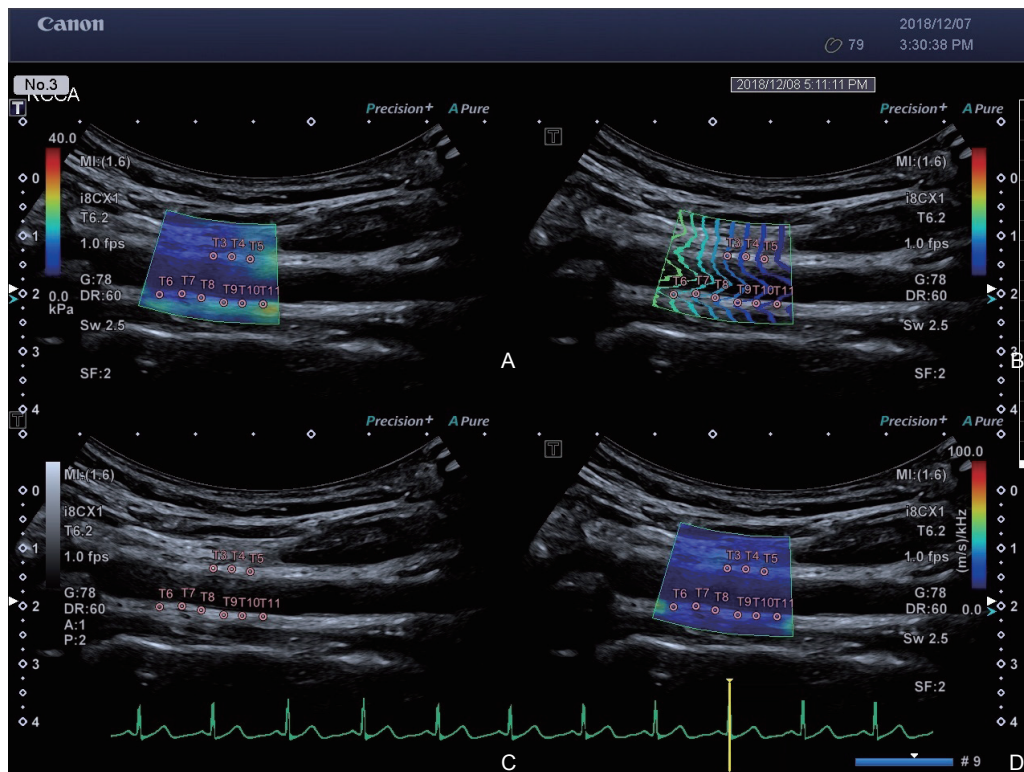 Canon
2018/12/07
79
3:30:38 PM
No.3
RCCA
2018/12/08 5:11:11 PM
T
Precision+ A Pure
40.0
MI:(1.6)
0
i8CX1
T6.2
1
1.0 fps
T3 T4 T5
G:78
T6 T7 T8 T9 T10 T11
2
DR:60
0.0
kPa
Sw 2.5
3
SF:2
4
A
T
Precision+ A Pure
MI:(1.6)
0
i8CX1
T6.2
1
1.0 fps
T3 T4 T5
G:78
T6 T7 T8 T9 T10 T11
2
DR:60
Sw 2.5
3
SF:2
4
B
T
Precision+ A Pure
MI:(1.6)
0
i8CX1
T6.2
1
1.0 fps
T3 T4 T5
G:78
T6 T7 T8 T9 T10 T11
2
DR:60
A:1
P:2
3
4
C
T
Precision+ A Pure
100.0
MI:(1.6)
0
i8CX1
T6.2
1
(m/s)/kHz
1.0 fps
T3 T4 T5
G:78
T6 T7 T8 T9 T10 T11
2
DR:60
0.0
Sw 2.5
3
SF:2
4
# 9
D